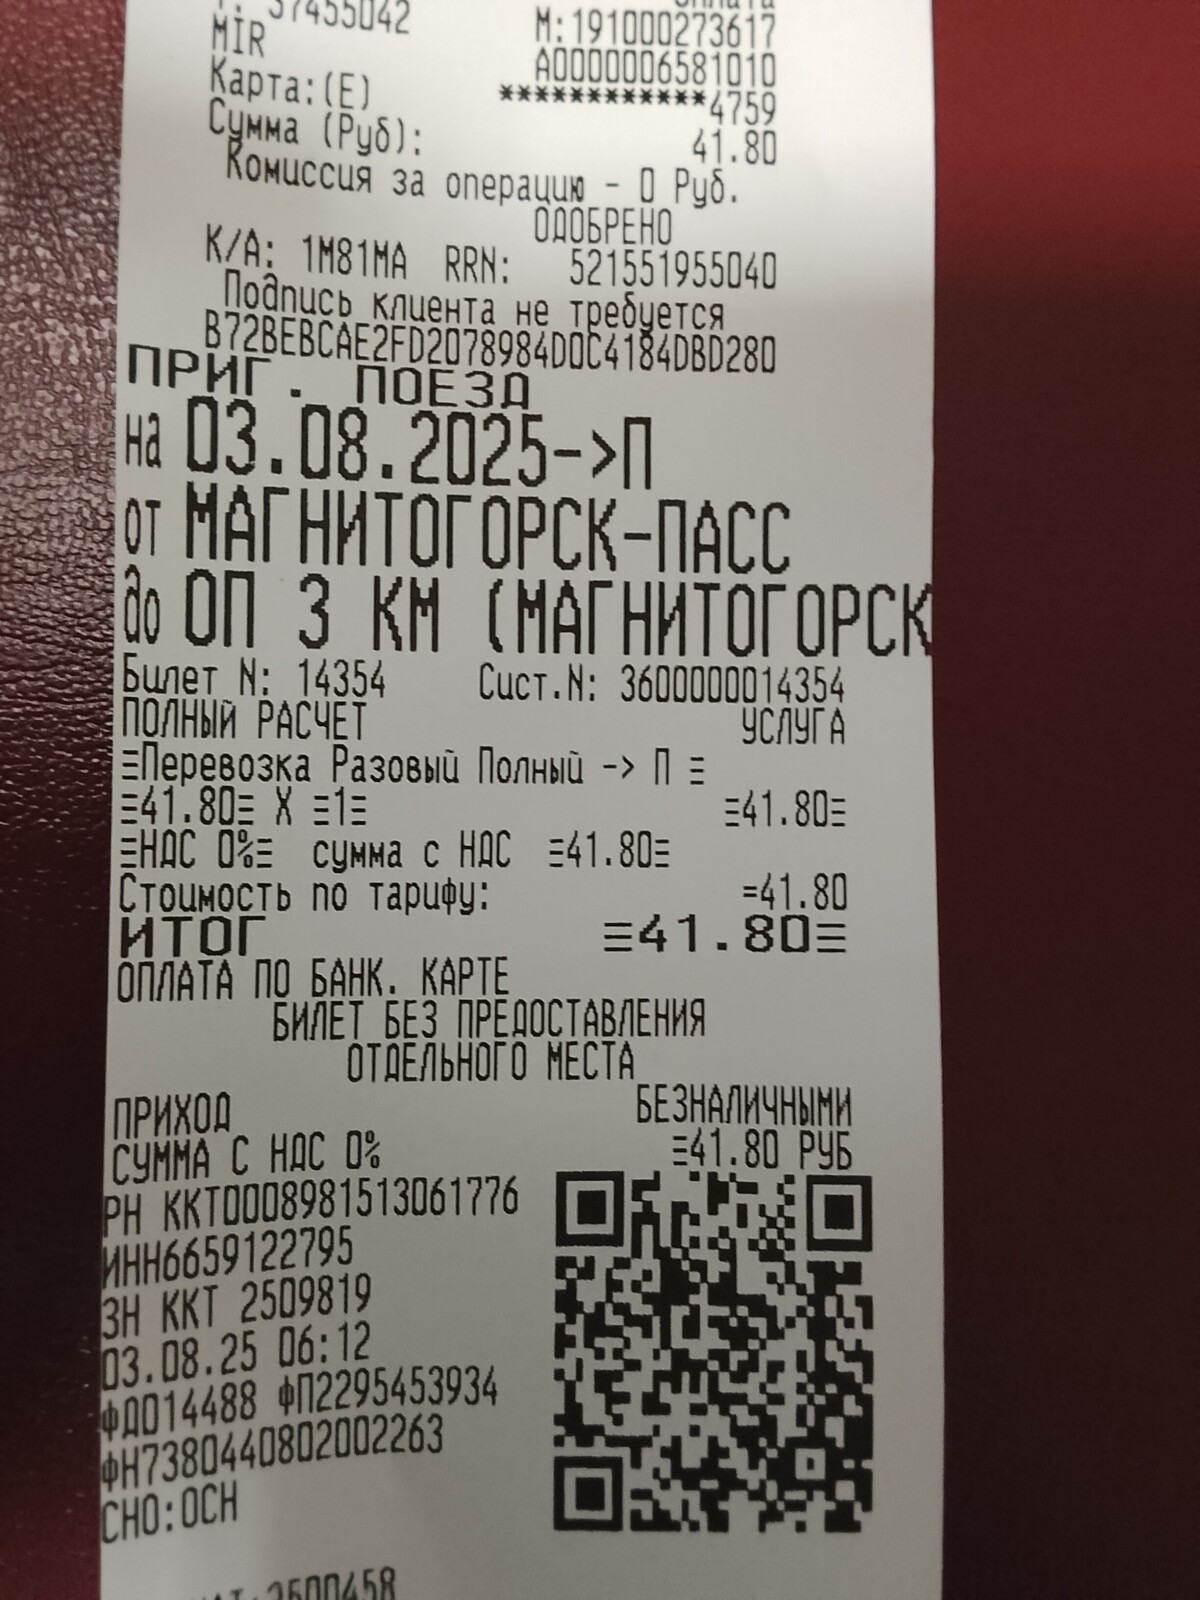 37455042
M:191000273617
MIR
A0000006581010
Карта:(E) ************4759
Сумма (Руб): 41.80
Комиссия за операцию - 0 Руб.
ОДОБРЕНО
К/А: 1M81MA RRN: 521551955040
Подпись клиента не требуется
B72BEBCAE2FD2078984D0C4184DBD280
ПРИГ. ПОЕЗД
на 03.08.2025->П
от МАГНИТОГОРСК-ПАСС
до ОП 3 КМ (МАГНИТОГОРСК
Билет N: 14354 Сист.N: 3600000014354
ПОЛНЫЙ РАСЧЕТ УСЛУГА
≡Перевозка Разовый Полный -> П ≡
≡41.80≡ X ≡1≡ ≡41.80≡
≡НДС 0%≡ сумма с НДС ≡41.80≡
Стоимость по тарифу: =41.80
ИТОГ ≡41.80≡
ОПЛАТА ПО БАНК. КАРТЕ
БИЛЕТ БЕЗ ПРЕДОСТАВЛЕНИЯ
ОТДЕЛЬНОГО МЕСТА
ПРИХОД БЕЗНАЛИЧНЫМИ
СУММА С НДС 0% ≡41.80 РУБ
РН ККТ0008981513061776
ИНН6659122795
ЗН ККТ 2509819
03.08.25 06:12
ФД014488 ФП2295453934
ФН7380440802002263
СНО:ОСН